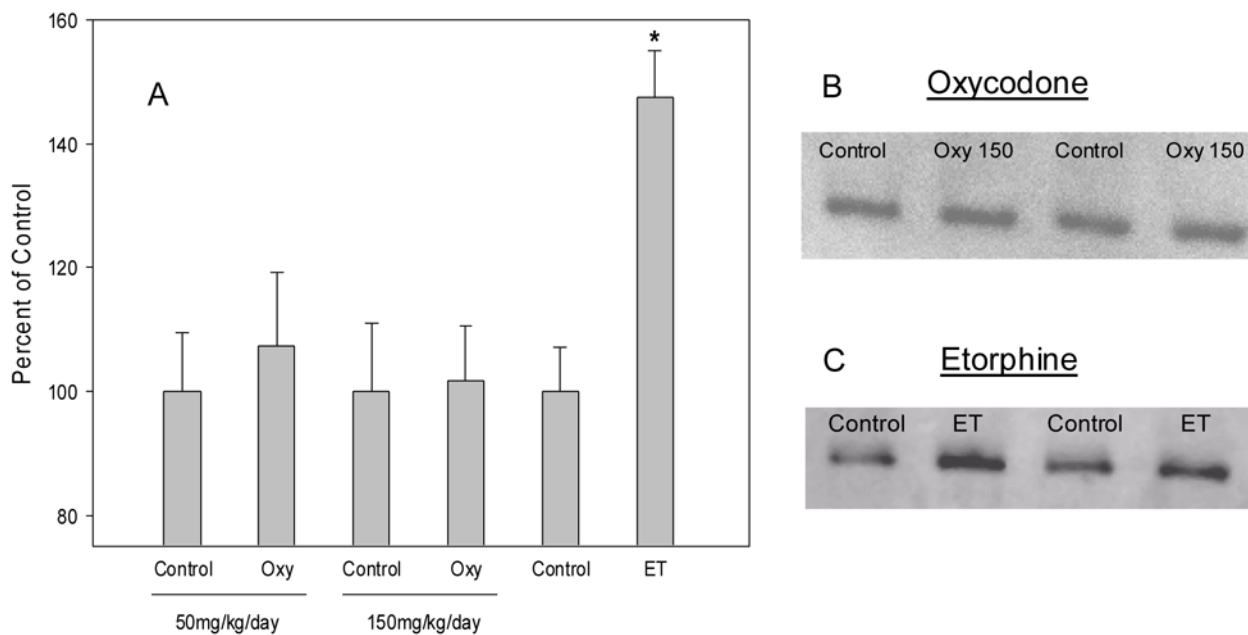 160
140
120
100
80
Percent of Control
A
*
Control Oxy Control Oxy Control ET
50mg/kg/day 150mg/kg/day
B Oxycodone
Control Oxy 150 Control Oxy 150
C Etorphine
Control ET Control ET